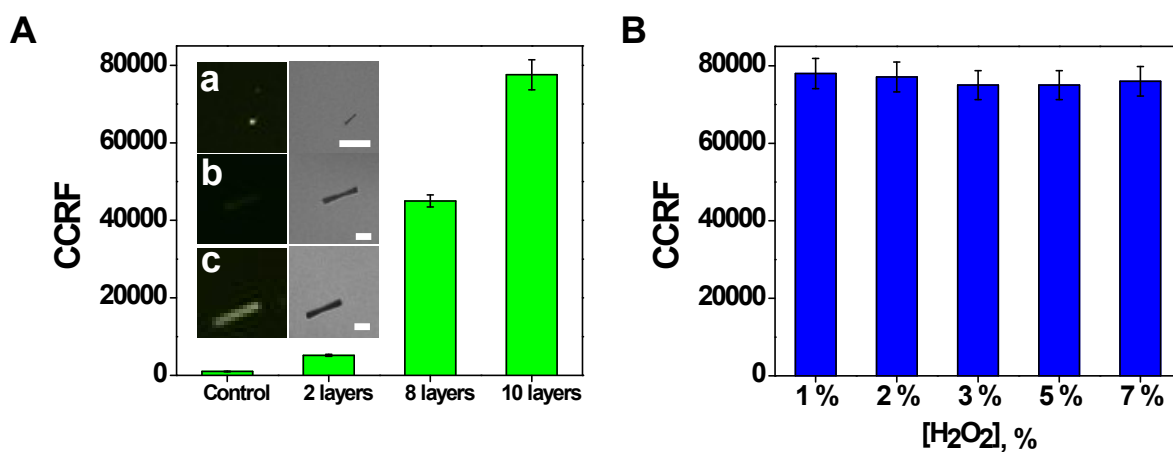 A
CCRF
80000
60000
40000
20000
0
a
b
c
Control 2 layers 8 layers 10 layers
B
CCRF
80000
60000
40000
20000
0
1 % 2 % 3 % 5 % 7 %
[H₂O₂], %